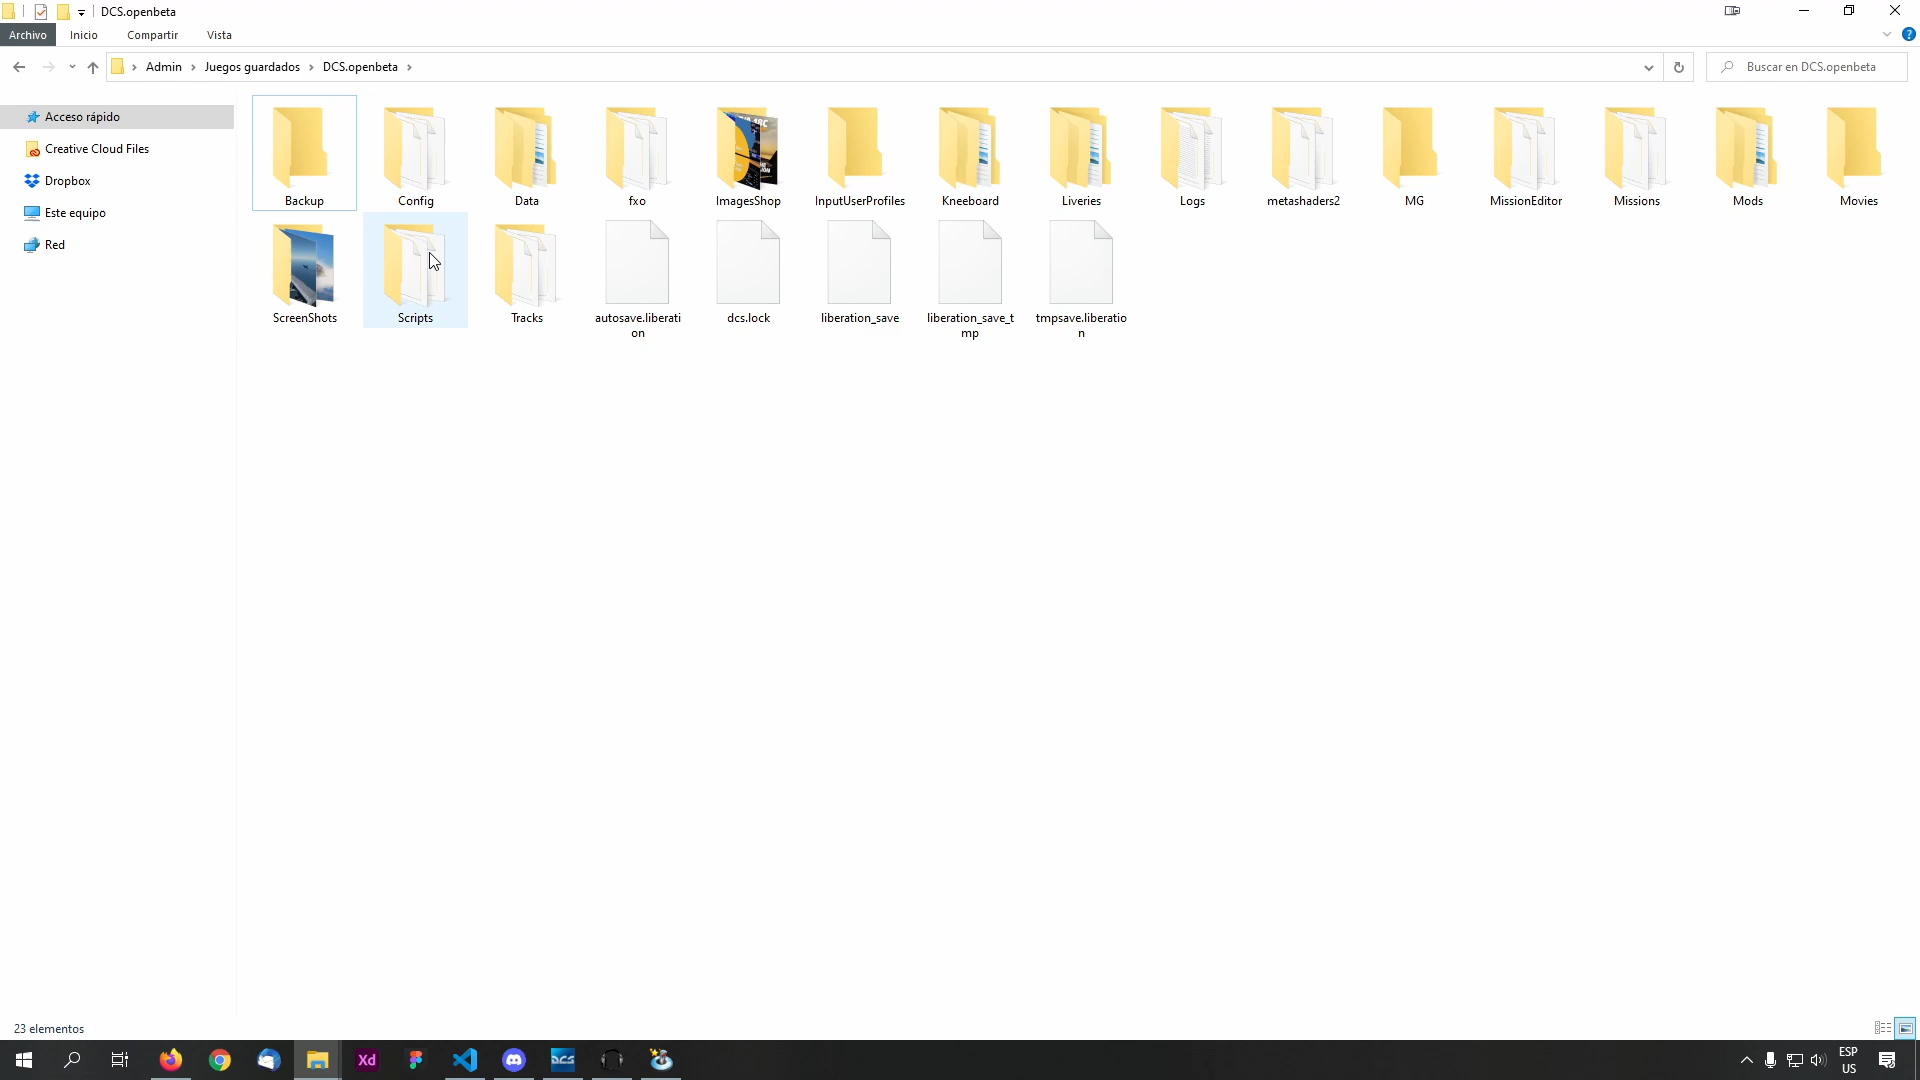 DCS.openbeta
Archivo Inicio Compartir Vista
Admin Juegos guardados DCS.openbeta
Buscar en DCS.openbeta
Acceso rápido
Creative Cloud Files
Dropbox
Este equipo
Red
Backup Config Data fxo ImagesShop InputUserProfiles Kneeboard Liveries Logs metashaders2 MG MissionEditor Missions Mods Movies
ScreenShots Scripts Tracks autosave.liberati dcs.lock liberation_save liberation_save_t tmpsave.liberatio
on mp n
23 elementos
Xd DCS
ESP
US